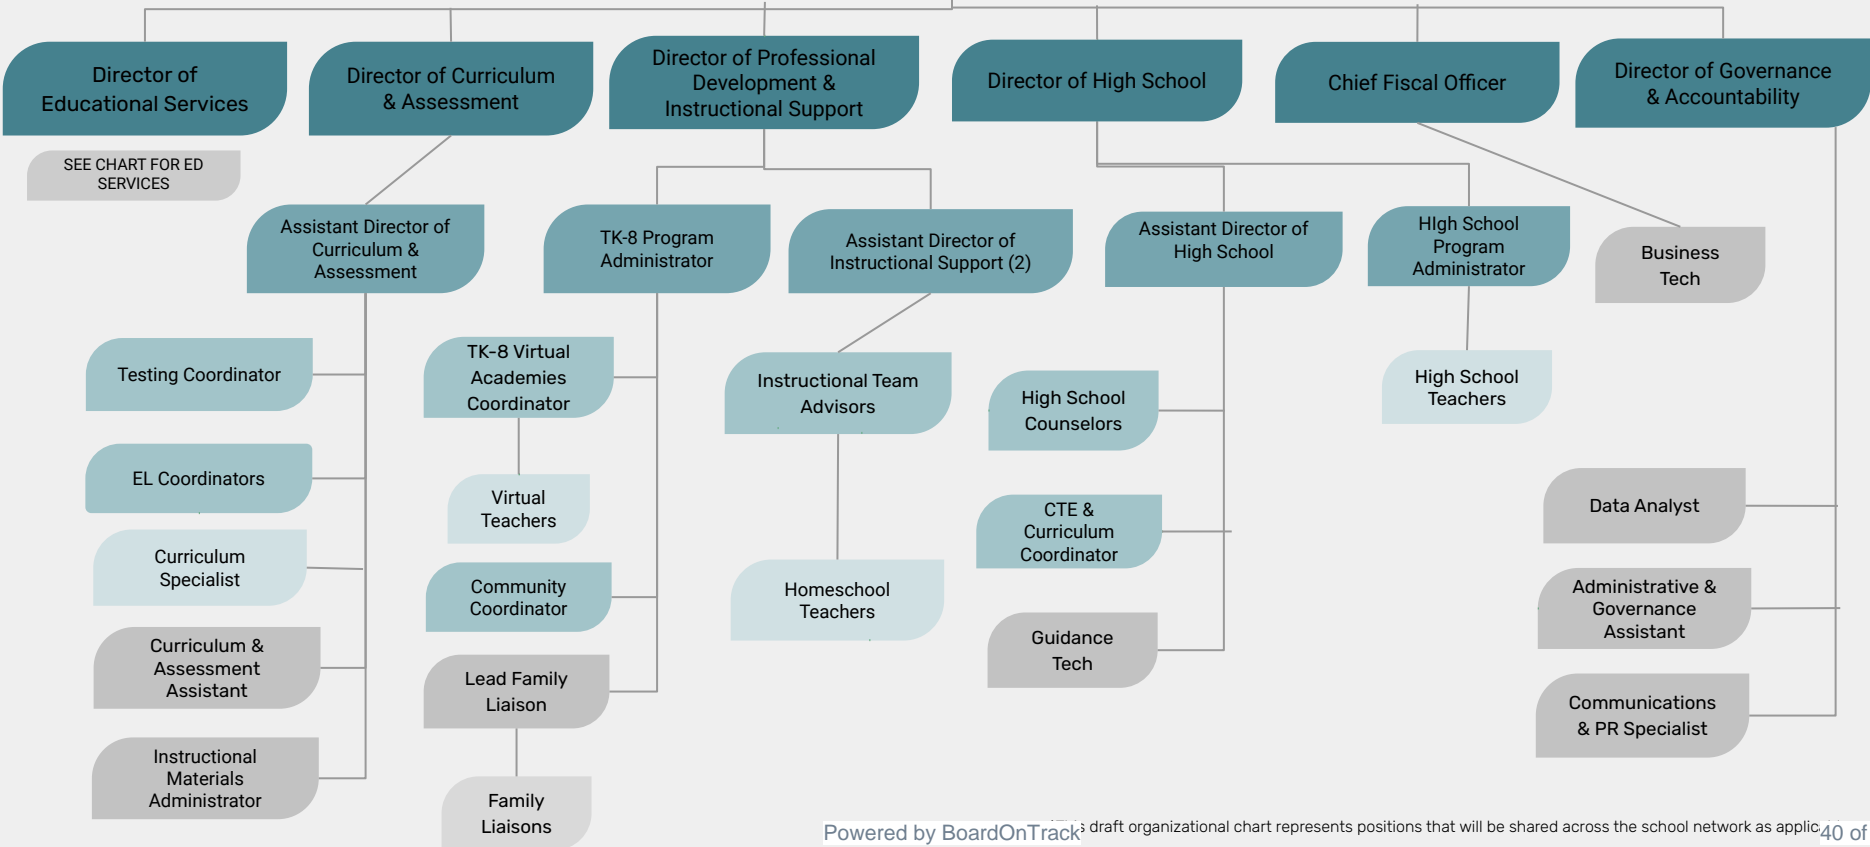 Director of
Educational Services
Director of Curriculum
& Assessment
Director of Professional
Development &
Instructional Support
Director of High School
Chief Fiscal Officer
Director of Governance
& Accountability
SEE CHART FOR ED
SERVICES
Assistant Director of
Curriculum &
Assessment
TK-8 Program
Administrator
Assistant Director of
Instructional Support (2)
Assistant Director of
High School
HIgh School
Program
Administrator
Business
Tech
Testing Coordinator
TK-8 Virtual
Academies
Coordinator
Instructional Team
Advisors
High School
Counselors
High School
Teachers
EL Coordinators
Virtual
Teachers
CTE &
Curriculum
Coordinator
Data Analyst
Curriculum
Specialist
Community
Coordinator
Homeschool
Teachers
Administrative &
Governance
Assistant
Curriculum &
Assessment
Assistant
Lead Family
Liaison
Guidance
Tech
Communications
& PR Specialist
Instructional
Materials
Administrator
Family
Liaisons
Powered by BoardOnTrack
draft organizational chart represents positions that will be shared across the school network as
40 of